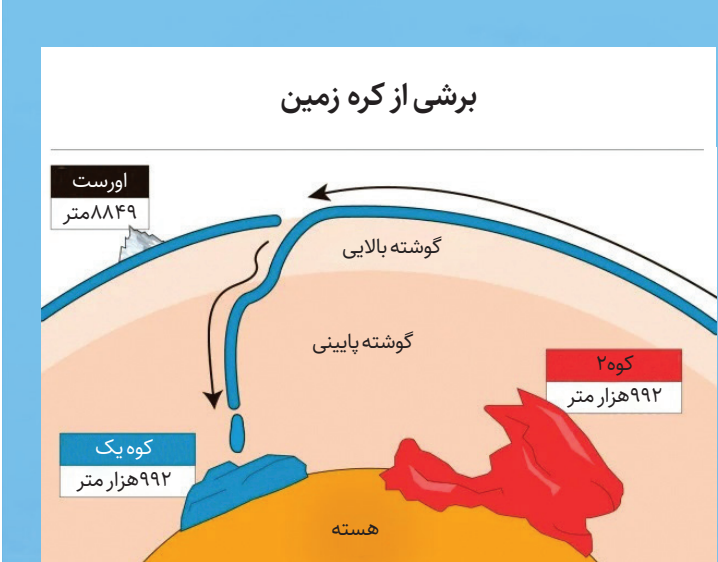 برشی از کره زمین
اورست
۸۸۴۹متر
گوشته بالایی
گوشته پایینی
کوه۲
۹۹۲هزار متر
کوه یک
۹۹۲هزار متر
هسته